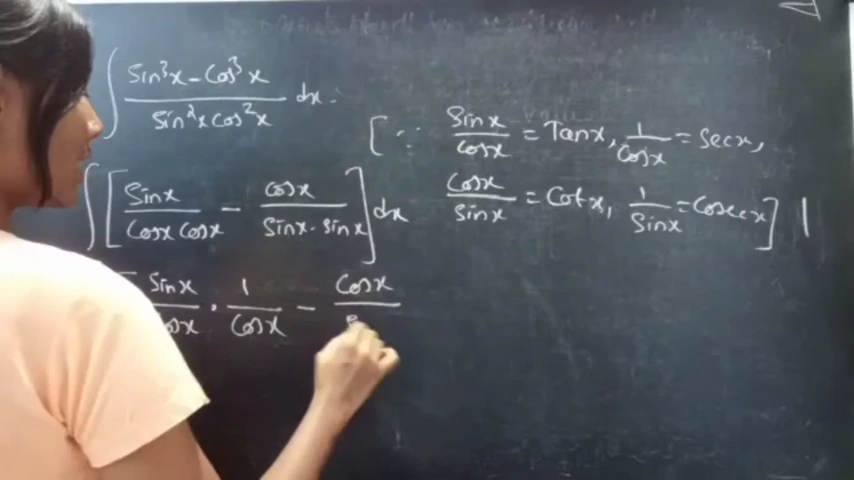 ∫ Sin³x - Cos³x / Sin²x Cos²x dx.
∫ [ Sinx / Cosx Cosx - Cosx / Sinx · Sinx ] dx
Sinx / Cosx · 1 / Cosx - Cosx /
[ ∵ Sinx / Cosx = Tanx, 1 / Cosx = Secx,
Cosx / Sinx = Cotx, 1 / Sinx = Cosecx ]